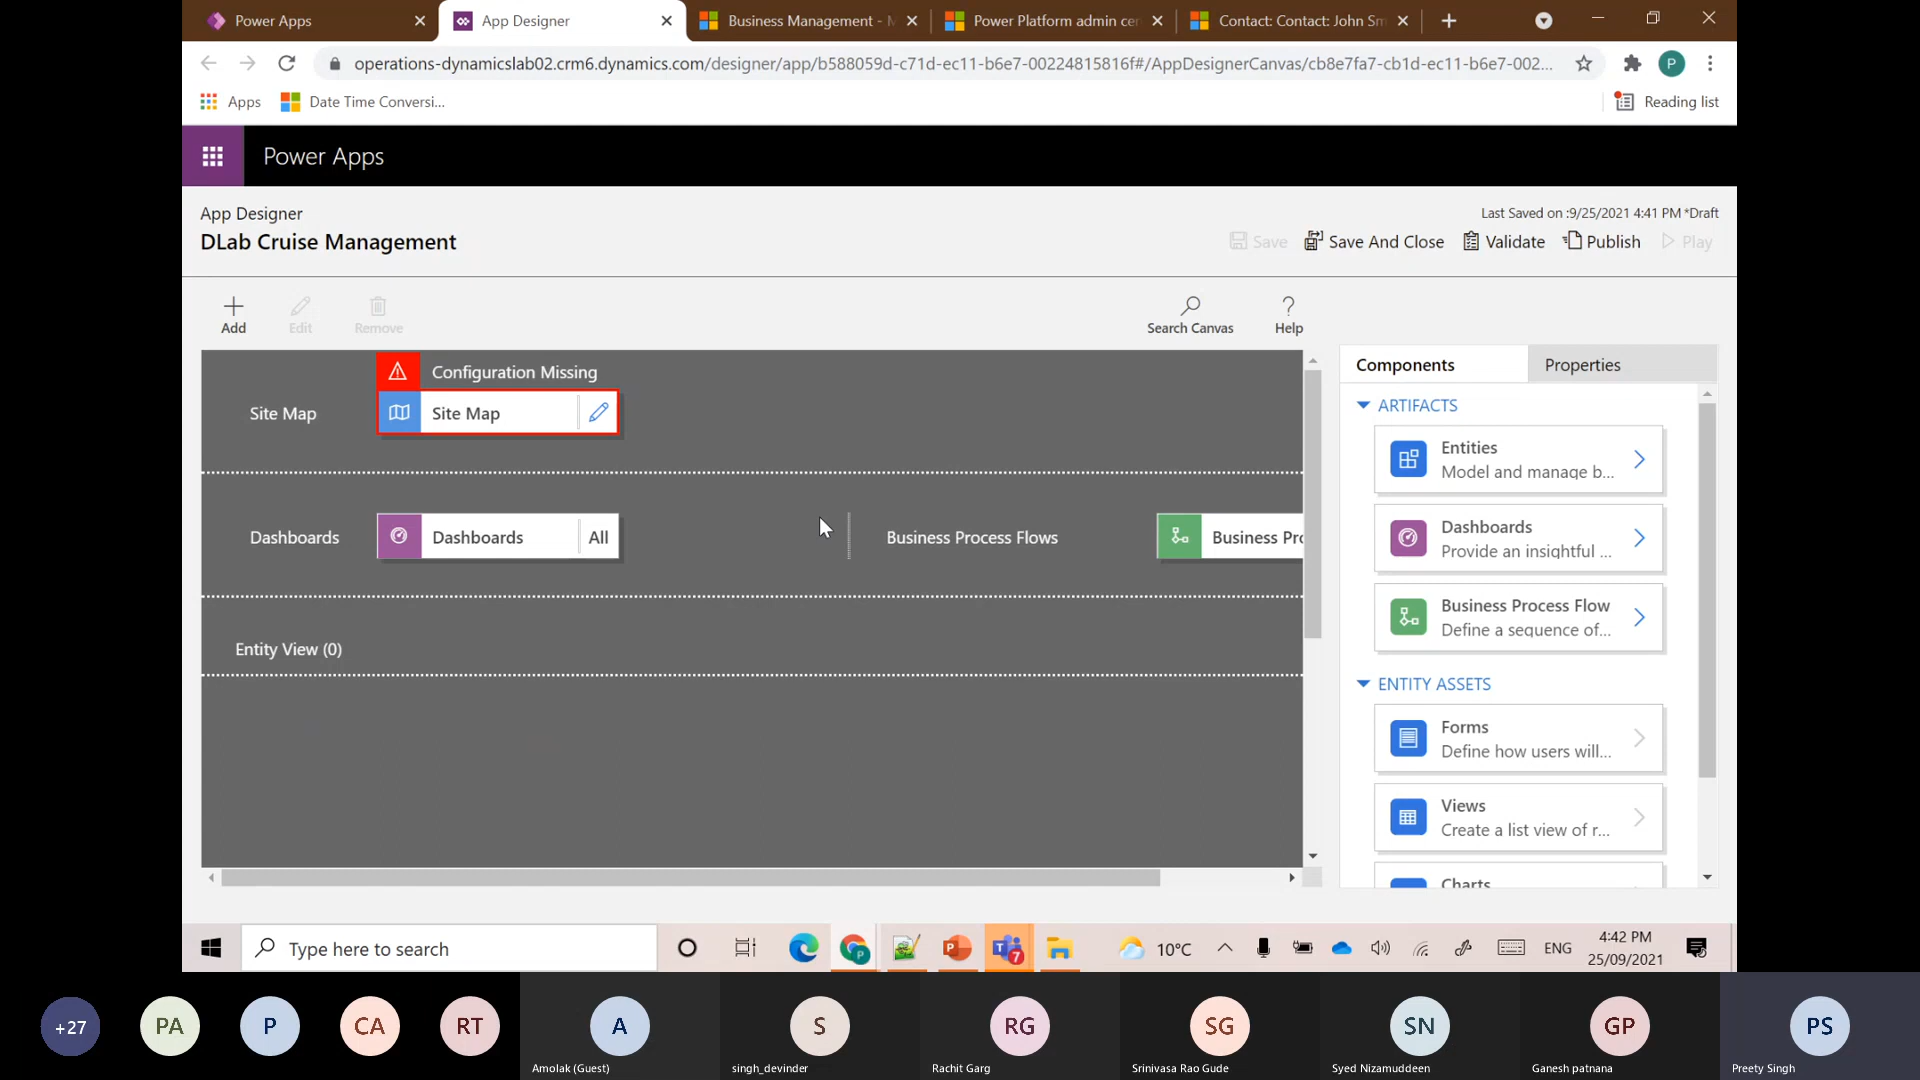 Power Apps
App Designer
Business Management - M
Power Platform admin cen
Contact: Contact: John Sm
operations-dynamicslab02.crm6.dynamics.com/designer/app/b588059d-c71d-ec11-b6e7-00224815816f#/AppDesignerCanvas/cb8e7fa7-cb1d-ec11-b6e7-002...
P
Apps
Date Time Conversi...
Reading list
Power Apps
App Designer
Last Saved on :9/25/2021 4:41 PM *Draft
DLab Cruise Management
Save
Save And Close
Validate
Publish
Play
Add
Edit
Remove
Search Canvas
Help
Configuration Missing
Site Map
Site Map
Dashboards
Dashboards
All
Business Process Flows
Business Pro
Entity View (0)
Components
Properties
ARTIFACTS
Entities
Model and manage b...
Dashboards
Provide an insightful ...
Business Process Flow
Define a sequence of...
ENTITY ASSETS
Forms
Define how users will...
Views
Create a list view of r...
Charts
Type here to search
P
T
7
10°C
ENG
4:42 PM
25/09/2021
+27
PA
P
CA
RT
A
Amolak (Guest)
S
singh_devinder
RG
Rachit Garg
SG
Srinivasa Rao Gude
SN
Syed Nizamuddeen
GP
Ganesh patnana
PS
Preety Singh